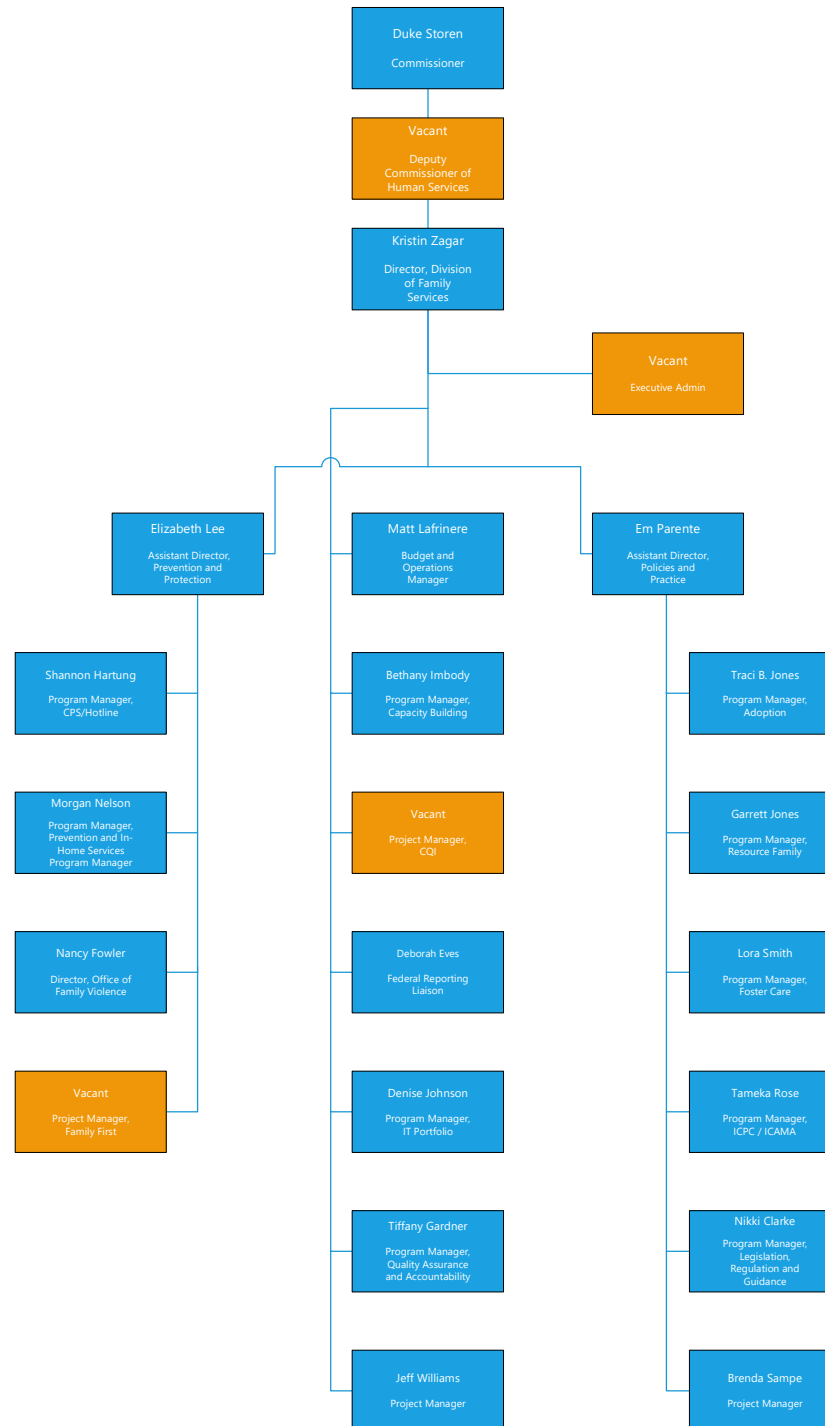 Duke Storen
Commissioner
Vacant
Deputy
Commissioner of
Human Services
Kristin Zagar
Director, Division
of Family
Services
Vacant
Executive Admin
Elizabeth Lee
Assistant Director,
Prevention and
Protection
Matt Lafrinere
Budget and
Operations
Manager
Em Parente
Assistant Director,
Policies and
Practice
Shannon Hartung
Program Manager,
CPS/Hotline
Bethany Imbody
Program Manager,
Capacity Building
Traci B. Jones
Program Manager,
Adoption
Morgan Nelson
Program Manager,
Prevention and In-
Home Services
Program Manager
Vacant
Project Manager,
CQI
Garrett Jones
Program Manager,
Resource Family
Nancy Fowler
Director, Office of
Family Violence
Deborah Eves
Federal Reporting
Liaison
Lora Smith
Program Manager,
Foster Care
Vacant
Project Manager,
Family First
Denise Johnson
Program Manager,
IT Portfolio
Tameka Rose
Program Manager,
ICPC / ICAMA
Tiffany Gardner
Program Manager,
Quality Assurance
and Accountability
Nikki Clarke
Program Manager,
Legislation,
Regulation and
Guidance
Jeff Williams
Project Manager
Brenda Sampe
Project Manager